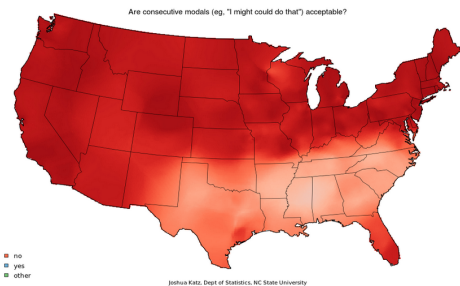 Are consecutive modals (eg, "I might could do that") acceptable?
no
yes
other
Joshua Katz, Dept of Statistics, NC State University